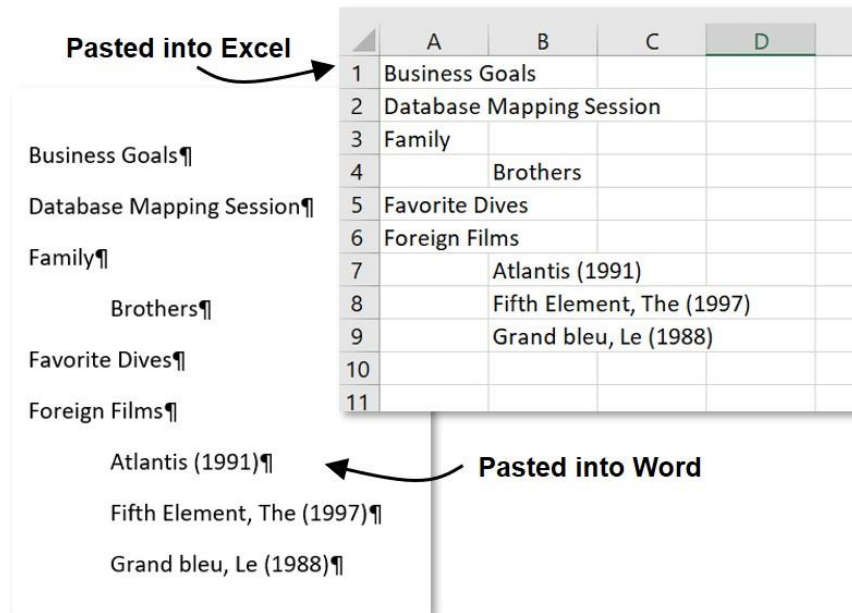 Pasted into Excel
A B C D
1 Business Goals
2 Database Mapping Session
3 Family
4 Brothers
5 Favorite Dives
6 Foreign Films
7 Atlantis (1991)
8 Fifth Element, The (1997)
9 Grand bleu, Le (1988)
10
11
Business Goals¶
Database Mapping Session¶
Family¶
Brothers¶
Favorite Dives¶
Foreign Films¶
Atlantis (1991)¶
Fifth Element, The (1997)¶
Grand bleu, Le (1988)¶
Pasted into Word